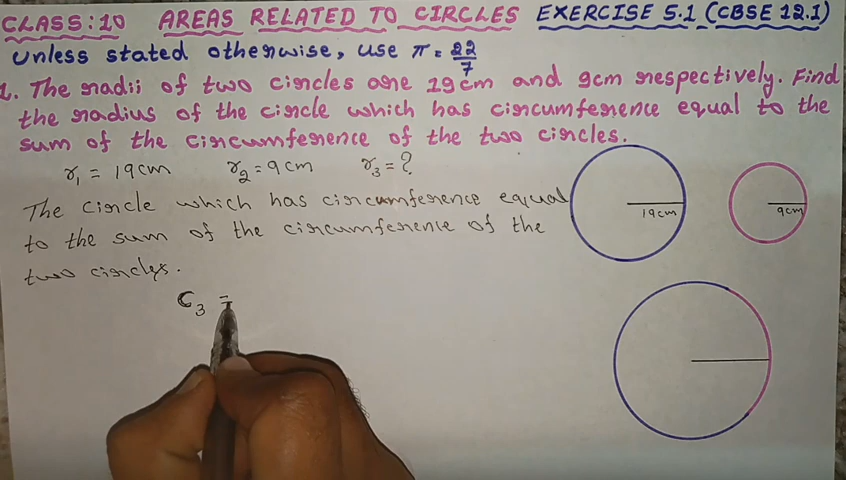 CLASS:10 AREAS RELATED TO CIRCLES EXERCISE 5.1 (CBSE 12.1)
Unless stated otherwise, use π = 22/7
1. The radii of two circles are 19cm and 9cm respectively. Find
the radius of the circle which has circumference equal to the
sum of the circumference of the two circles.
r₁ = 19cm r₂ = 9cm r₃ = ?
The circle which has circumference equal
to the sum of the circumference of the
two circles.
C₃ =
19cm
9cm